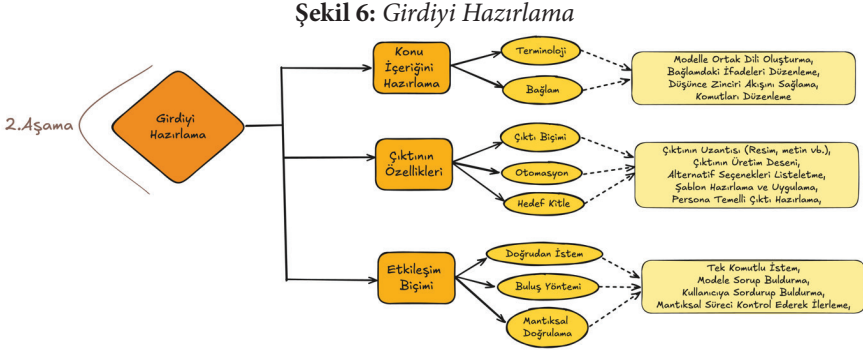 Şekil 6: Girdiyi Hazırlama
2.Aşama
Girdiyi
Hazırlama
Konu
İçeriğini
Hazırlama
Terminoloji
Bağlam
Modelle Ortak Dili Oluşturma,
Bağlamdaki İfadeleri Düzenleme,
Düşünce Zinciri Akışını Sağlama,
Komutları Düzenleme
Çıktının
Özellikleri
Çıktı Biçimi
Otomasyon
Hedef Kitle
Çıktının Uzantısı (Resim, metin vb.),
Çıktının Üretim Deseni,
Alternatif Seçenekleri Listeletme,
Şablon Hazırlama ve Uygulama,
Persona Temelli Çıktı Hazırlama,
Etkileşim
Biçimi
Doğrudan İstem
Buluş Yöntemi
Mantıksal
Doğrulama
Tek Komutlu İstem,
Modele Sorup Buldurma,
Kullanıcıya Sordurup Buldurma,
Mantıksal Süreci Kontrol Ederek İlerleme,